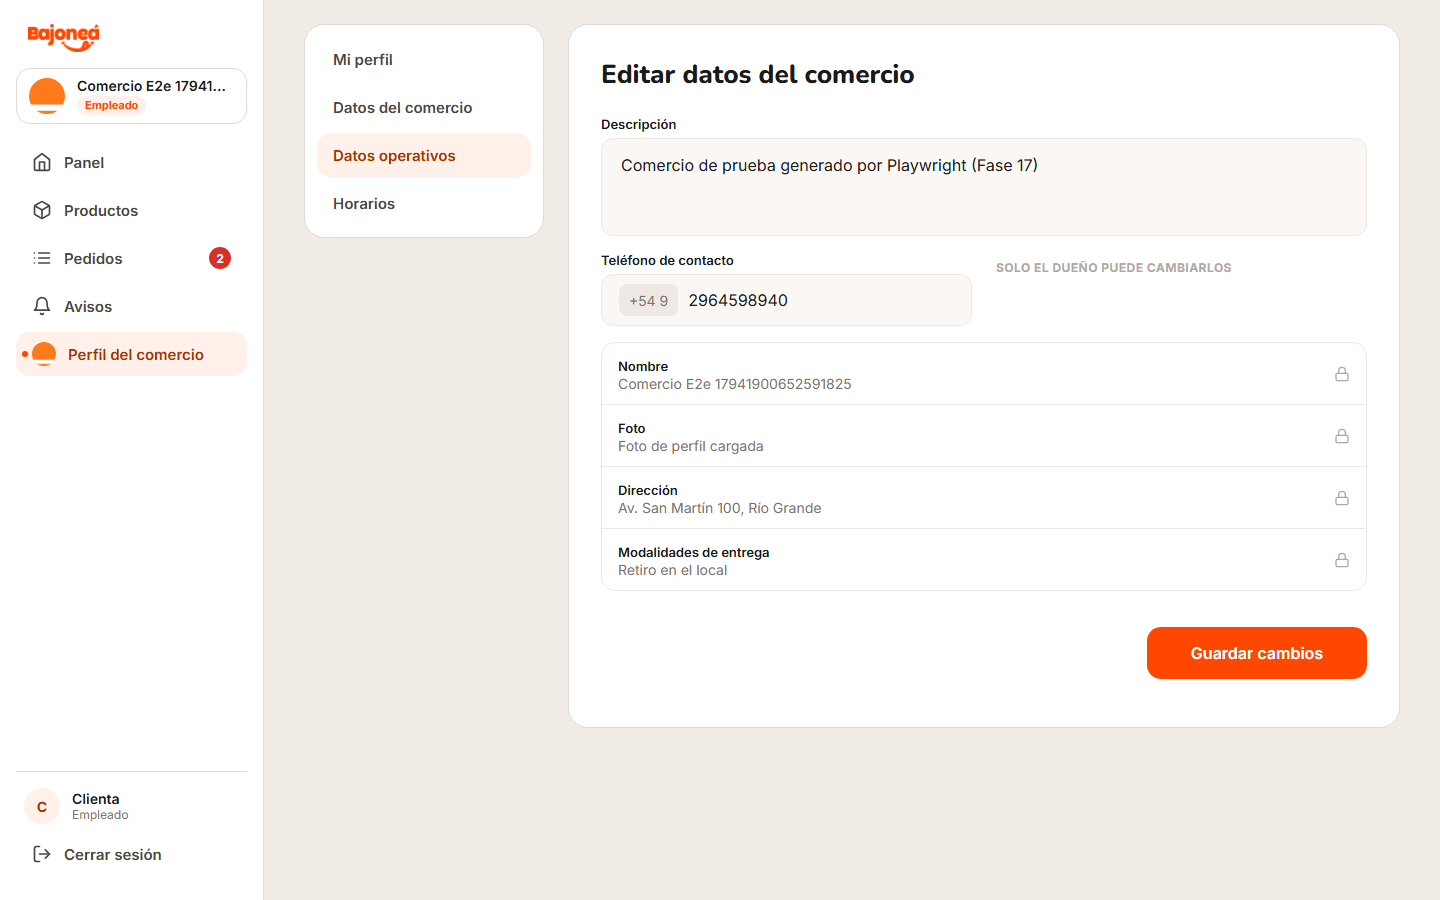 Bajoneá
Comercio E2e 17941...
Empleado
Panel
Productos
Pedidos
2
Avisos
Perfil del comercio
C
Clienta
Empleado
Cerrar sesión
Mi perfil
Datos del comercio
Datos operativos
Horarios
Editar datos del comercio
Descripción
Comercio de prueba generado por Playwright (Fase 17)
Teléfono de contacto
+54 9
2964598940
SOLO EL DUEÑO PUEDE CAMBIARLOS
Nombre
Comercio E2e 17941900652591825
Foto
Foto de perfil cargada
Dirección
Av. San Martín 100, Río Grande
Modalidades de entrega
Retiro en el local
Guardar cambios